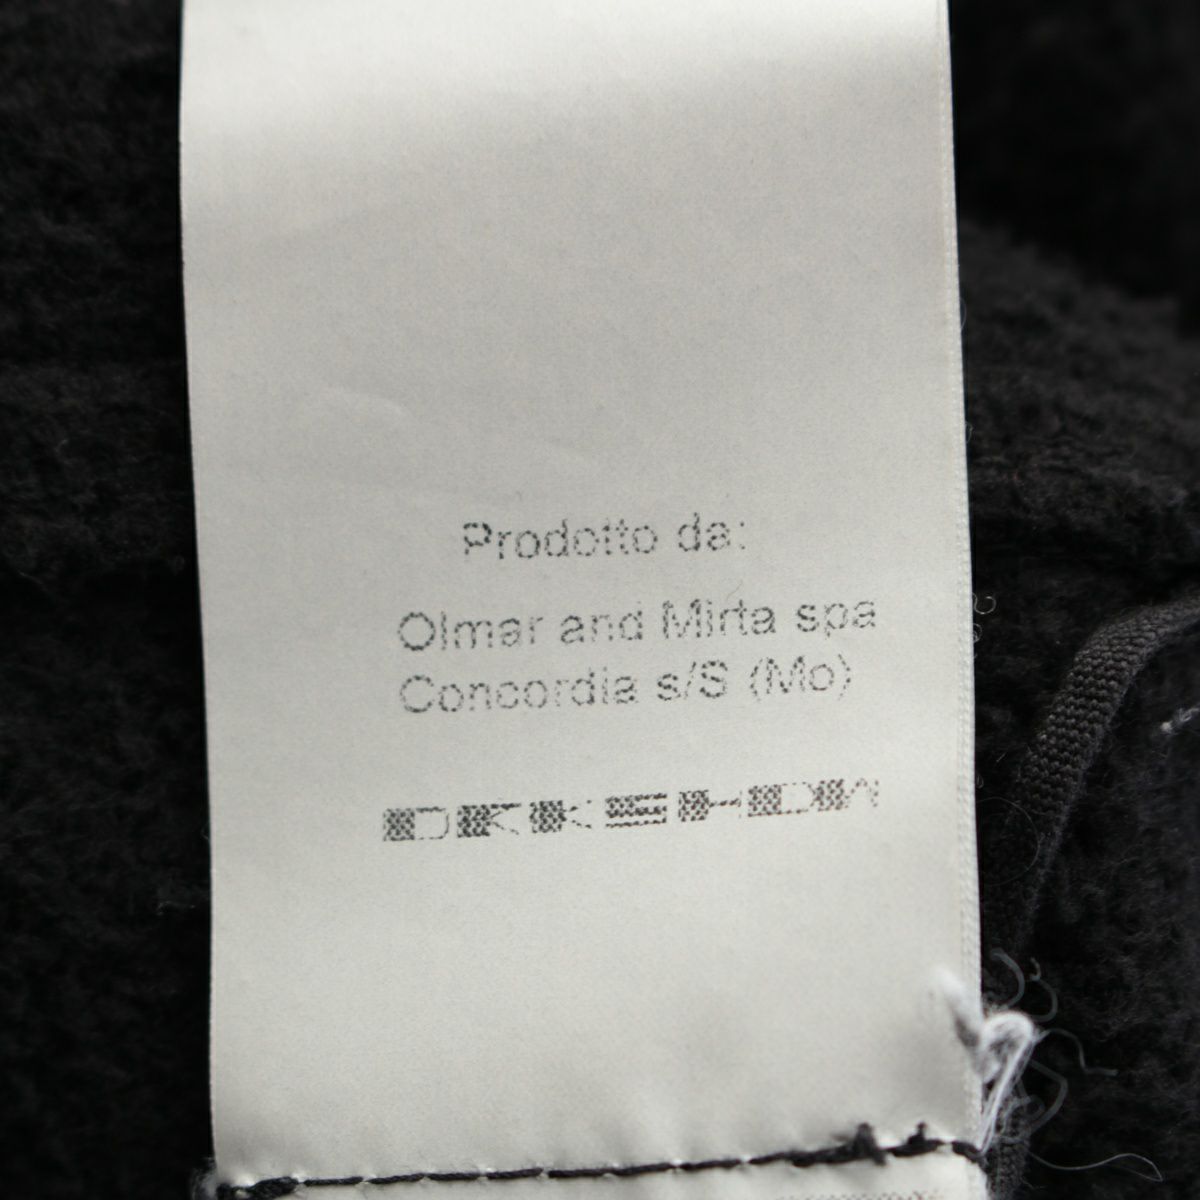 Prodotto da:
Olmar and Mirta spa
Concordia s/S (Mo)
DRKSHDW